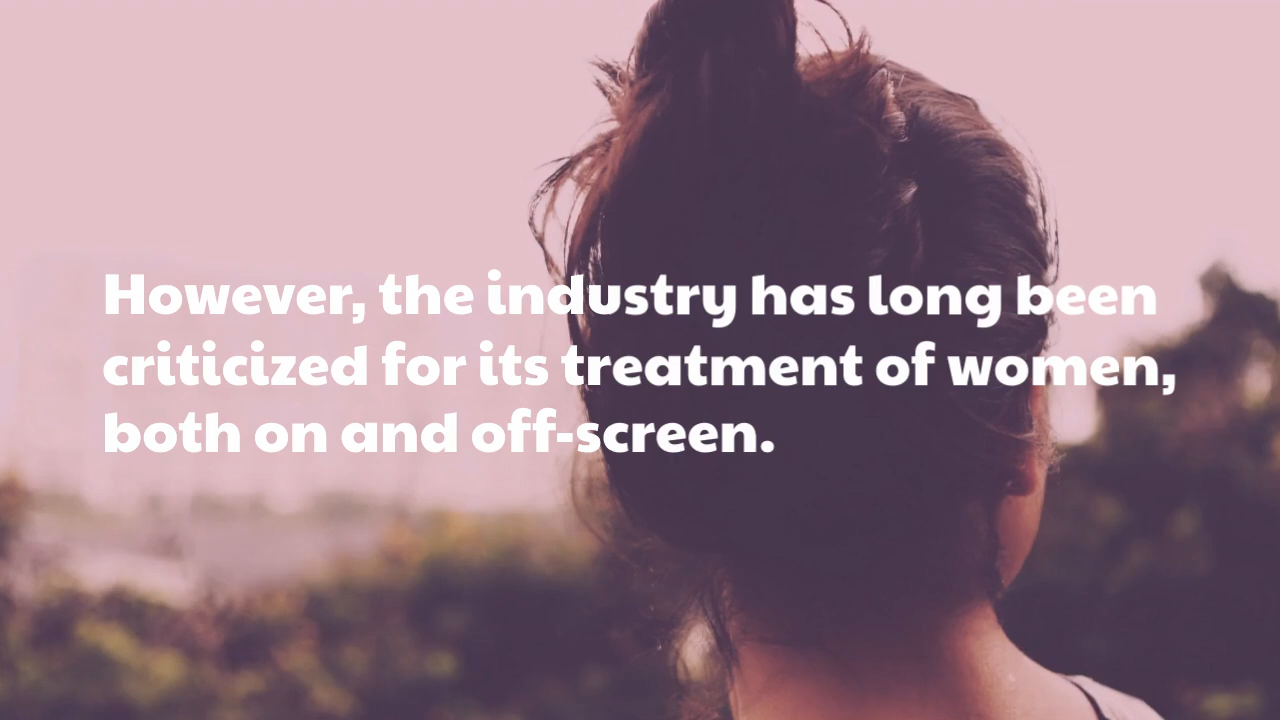 However, the industry has long been
criticized for its treatment of women,
both on and off-screen.